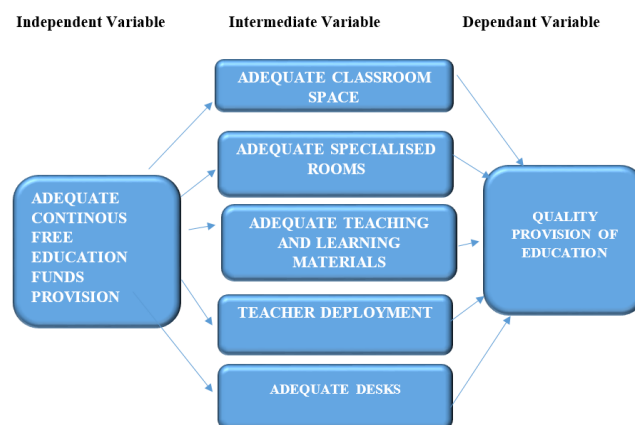 Independent Variable
Intermediate Variable
Dependant Variable
ADEQUATE CLASSROOM
SPACE
ADEQUATE SPECIALISED
ROOMS
ADEQUATE
CONTINOUS
FREE
EDUCATION
FUNDS
PROVISION
ADEQUATE TEACHING
AND LEARNING
MATERIALS
QUALITY
PROVISION OF
EDUCATION
TEACHER DEPLOYMENT
ADEQUATE DESKS